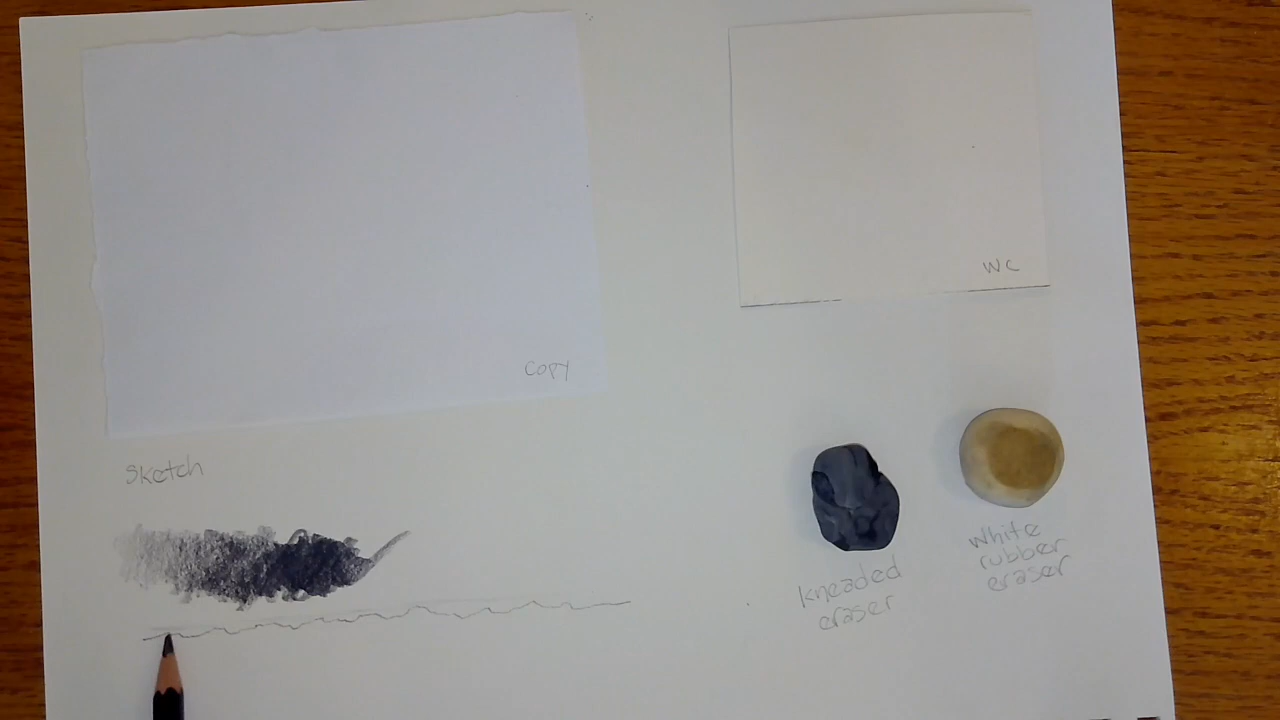 WC
COPY
Sketch
kneaded
eraser
White
rubber
eraser